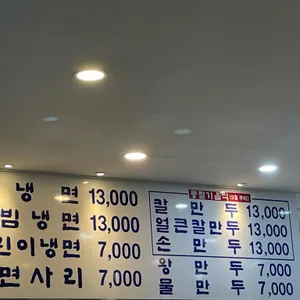 냉 면 13,000
빔 냉 면 13,000
린이냉면 7,000
면 사 리 7,000
칼 만 두 13,000
얼큰칼만두 13,000
손 만 두 13,000
왕 만 두 7,000
물 만 두 7,000